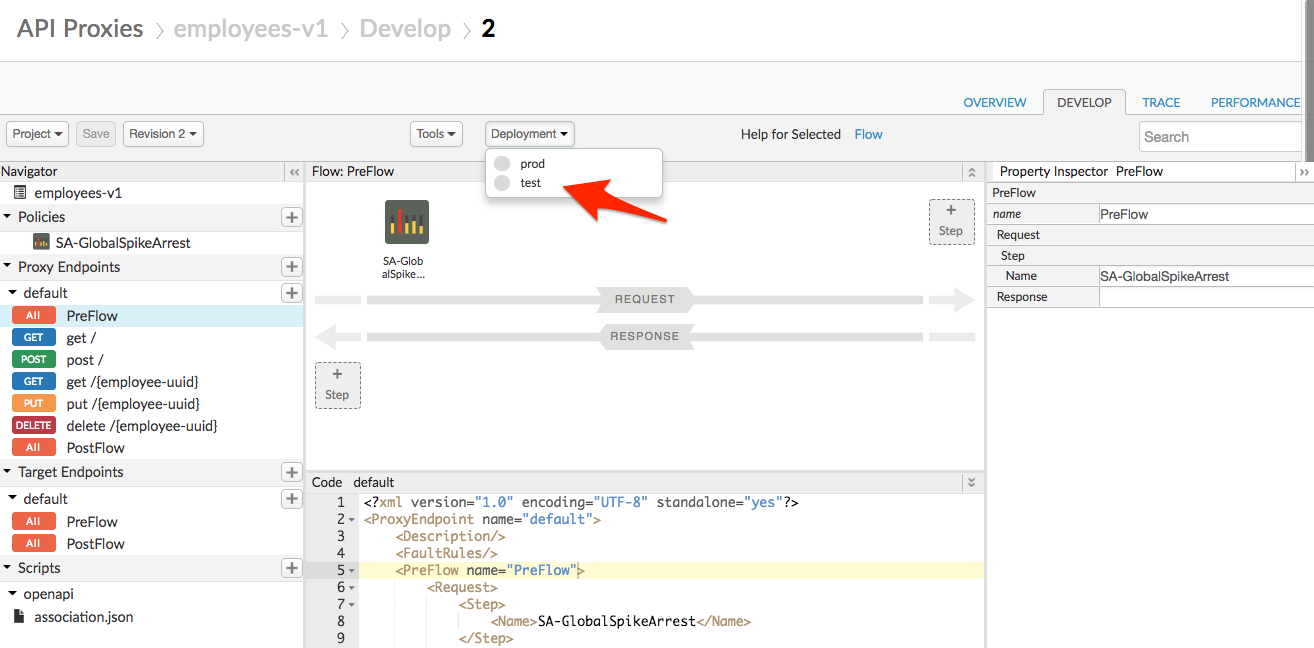 API Proxies > employees-v1 > Develop > 2
OVERVIEW DEVELOP TRACE PERFORMANCE
Project Save Revision 2 Tools Deployment Help for Selected Flow Search
prod
test
Navigator
employees-v1
Policies
SA-GlobalSpikeArrest
Proxy Endpoints
default
All PreFlow
GET get /
POST post /
GET get /{employee-uuid}
PUT put /{employee-uuid}
DELETE delete /{employee-uuid}
All PostFlow
Target Endpoints
default
All PreFlow
All PostFlow
Scripts
openapi
association.json
Flow: PreFlow
SA-Glob
alSpike...
+
Step
REQUEST
RESPONSE
+
Step
Code default
1 <?xml version="1.0" encoding="UTF-8" standalone="yes"?>
2 <ProxyEndpoint name="default">
3 <Description/>
4 <FaultRules/>
5 <PreFlow name="PreFlow">
6 <Request>
7 <Step>
8 <Name>SA-GlobalSpikeArrest</Name>
9 </Step>
Property Inspector PreFlow
PreFlow
name PreFlow
Request
Step
Name SA-GlobalSpikeArrest
Response